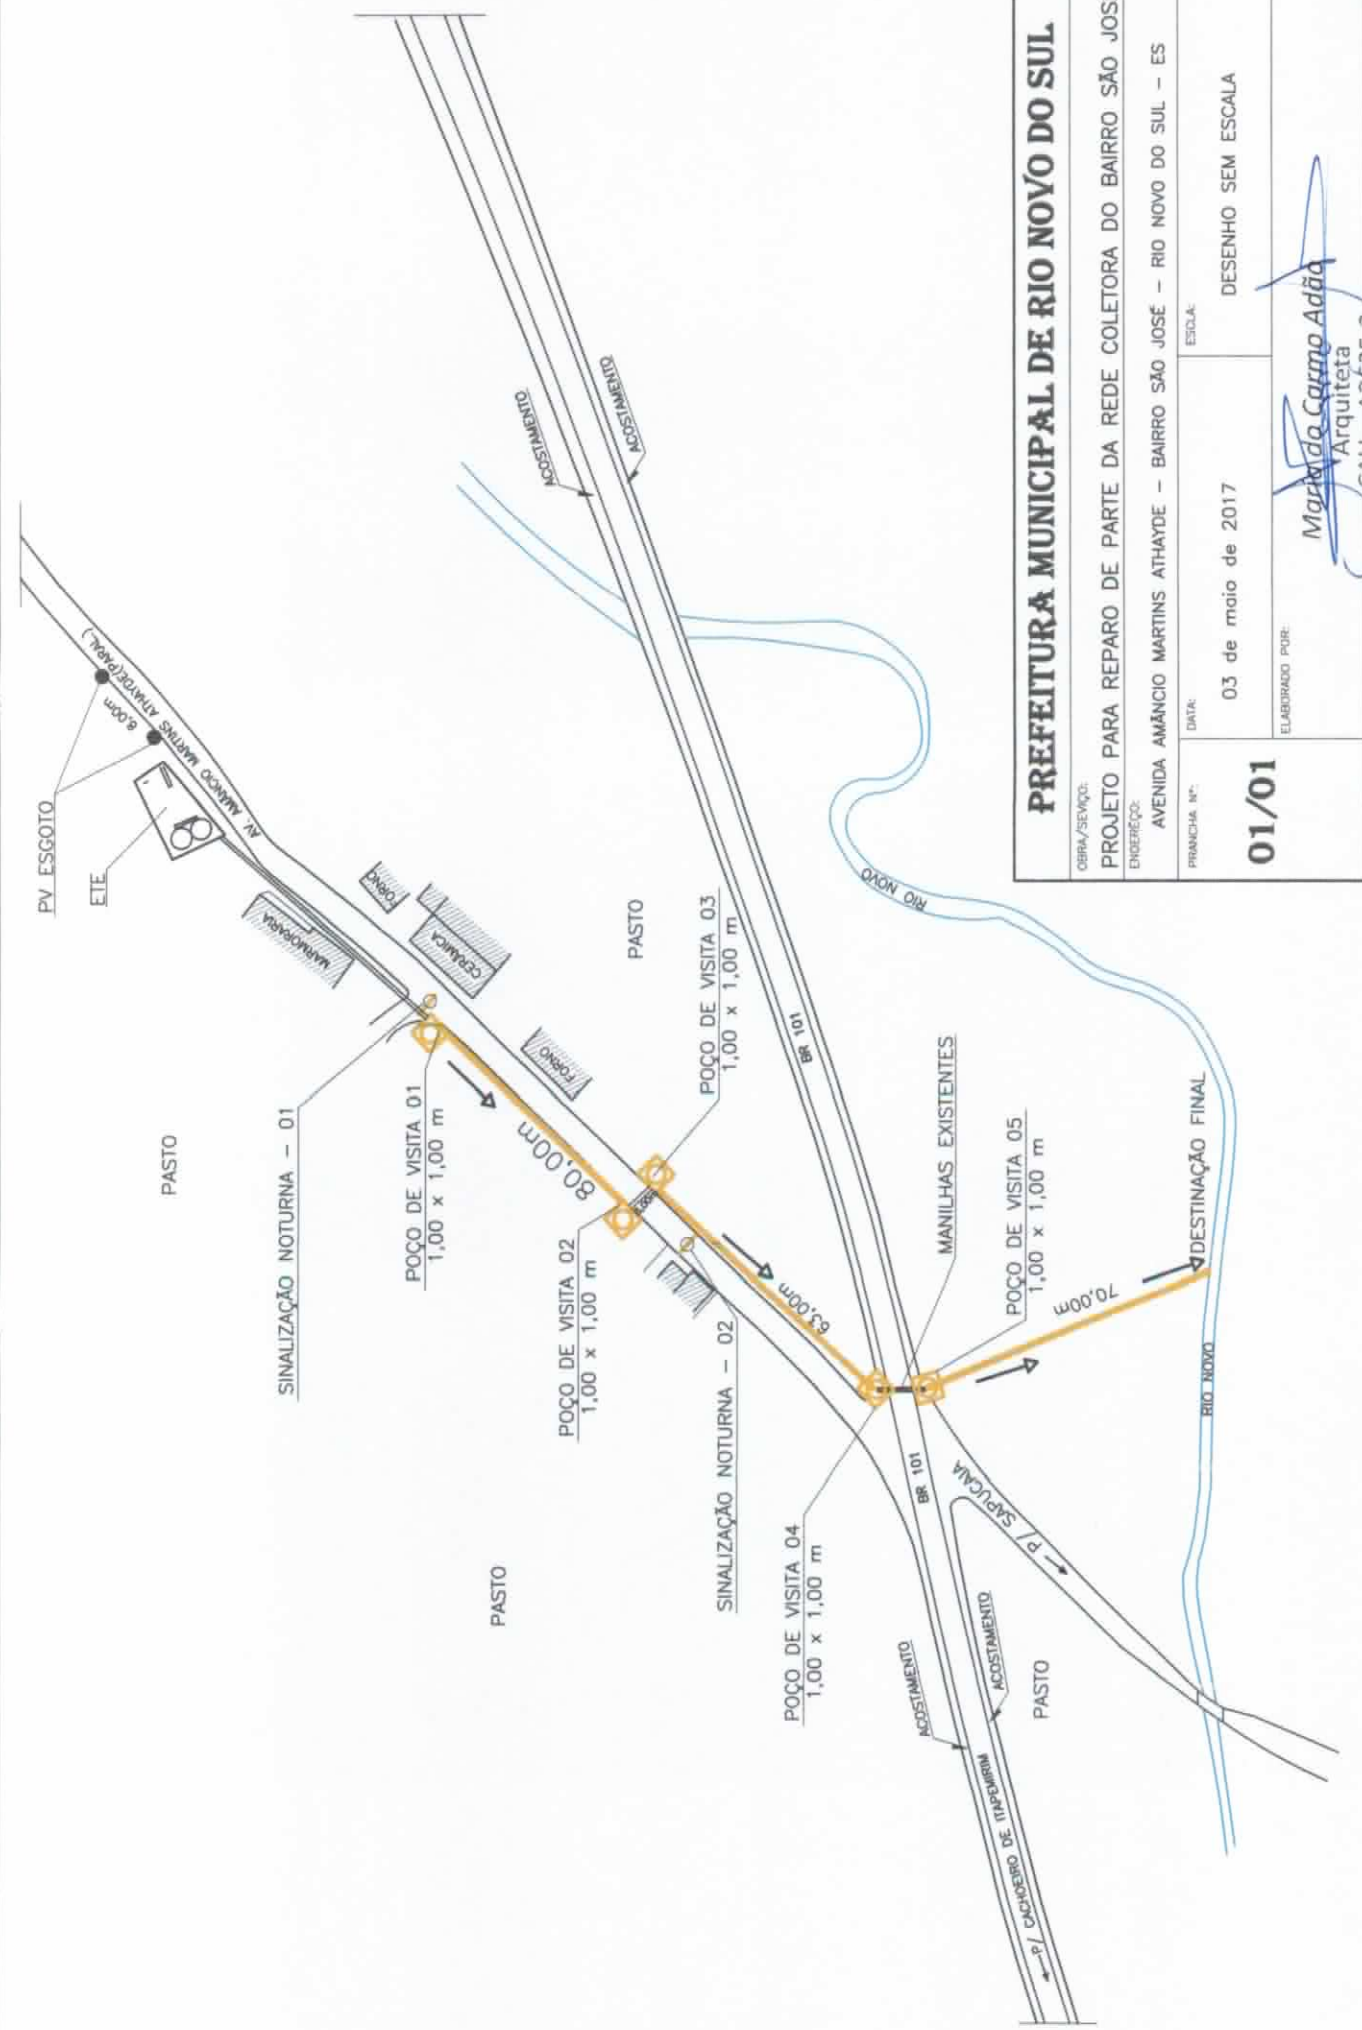 PV ESGOTO
ETE
8,00m
AV. AMÂNCIO MARTINS ATHAYDE(PARAL.)
MARMORARIA
FORNO
CERÂMICA
FORNO
PASTO
PASTO
PASTO
PASTO
SINALIZAÇÃO NOTURNA - 01
POÇO DE VISITA 01
1,00 x 1,00 m
80,00m
POÇO DE VISITA 02
1,00 x 1,00 m
POÇO DE VISITA 03
1,00 x 1,00 m
SINALIZAÇÃO NOTURNA - 02
63,00m
POÇO DE VISITA 04
1,00 x 1,00 m
MANILHAS EXISTENTES
POÇO DE VISITA 05
1,00 x 1,00 m
70,00m
DESTINAÇÃO FINAL
RIO NOVO
RIO NOVO
BR 101
BR 101
ACOSTAMENTO
ACOSTAMENTO
ACOSTAMENTO
ACOSTAMENTO
P/ SAPUCAIA
P/ CACHOEIRO DE ITAPEMIRIM
PREFEITURA MUNICIPAL DE RIO NOVO DO SUL
OBRA/SEVIÇO:
PROJETO PARA REPARO DE PARTE DA REDE COLETORA DO BAIRRO SÃO JOS
ENDEREÇO:
AVENIDA AMÂNCIO MARTINS ATHAYDE - BAIRRO SÃO JOSÉ - RIO NOVO DO SUL - ES
PRANCHA Nº:
01/01
DATA:
03 de maio de 2017
ESCLA:
DESENHO SEM ESCALA
ELABORADO POR:
Maria do Carmo Adão
Arquiteta